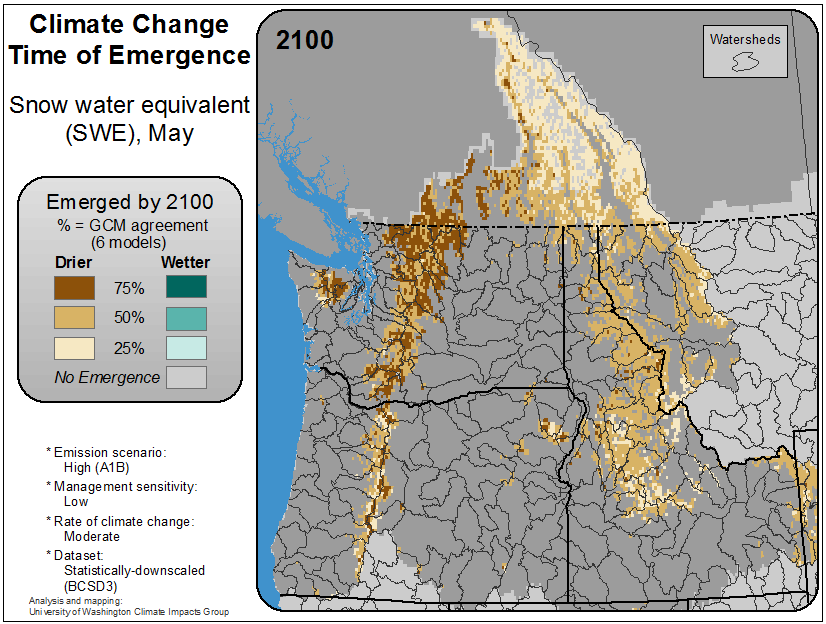 Climate Change
Time of Emergence
Snow water equivalent
(SWE), May
Emerged by 2100
% = GCM agreement
(6 models)
Drier Wetter
75%
50%
25%
No Emergence
* Emission scenario:
High (A1B)
* Management sensitivity:
Low
* Rate of climate change:
Moderate
* Dataset:
Statistically-downscaled
(BCSD3)
Analysis and mapping:
University of Washington Climate Impacts Group
2100
Watersheds